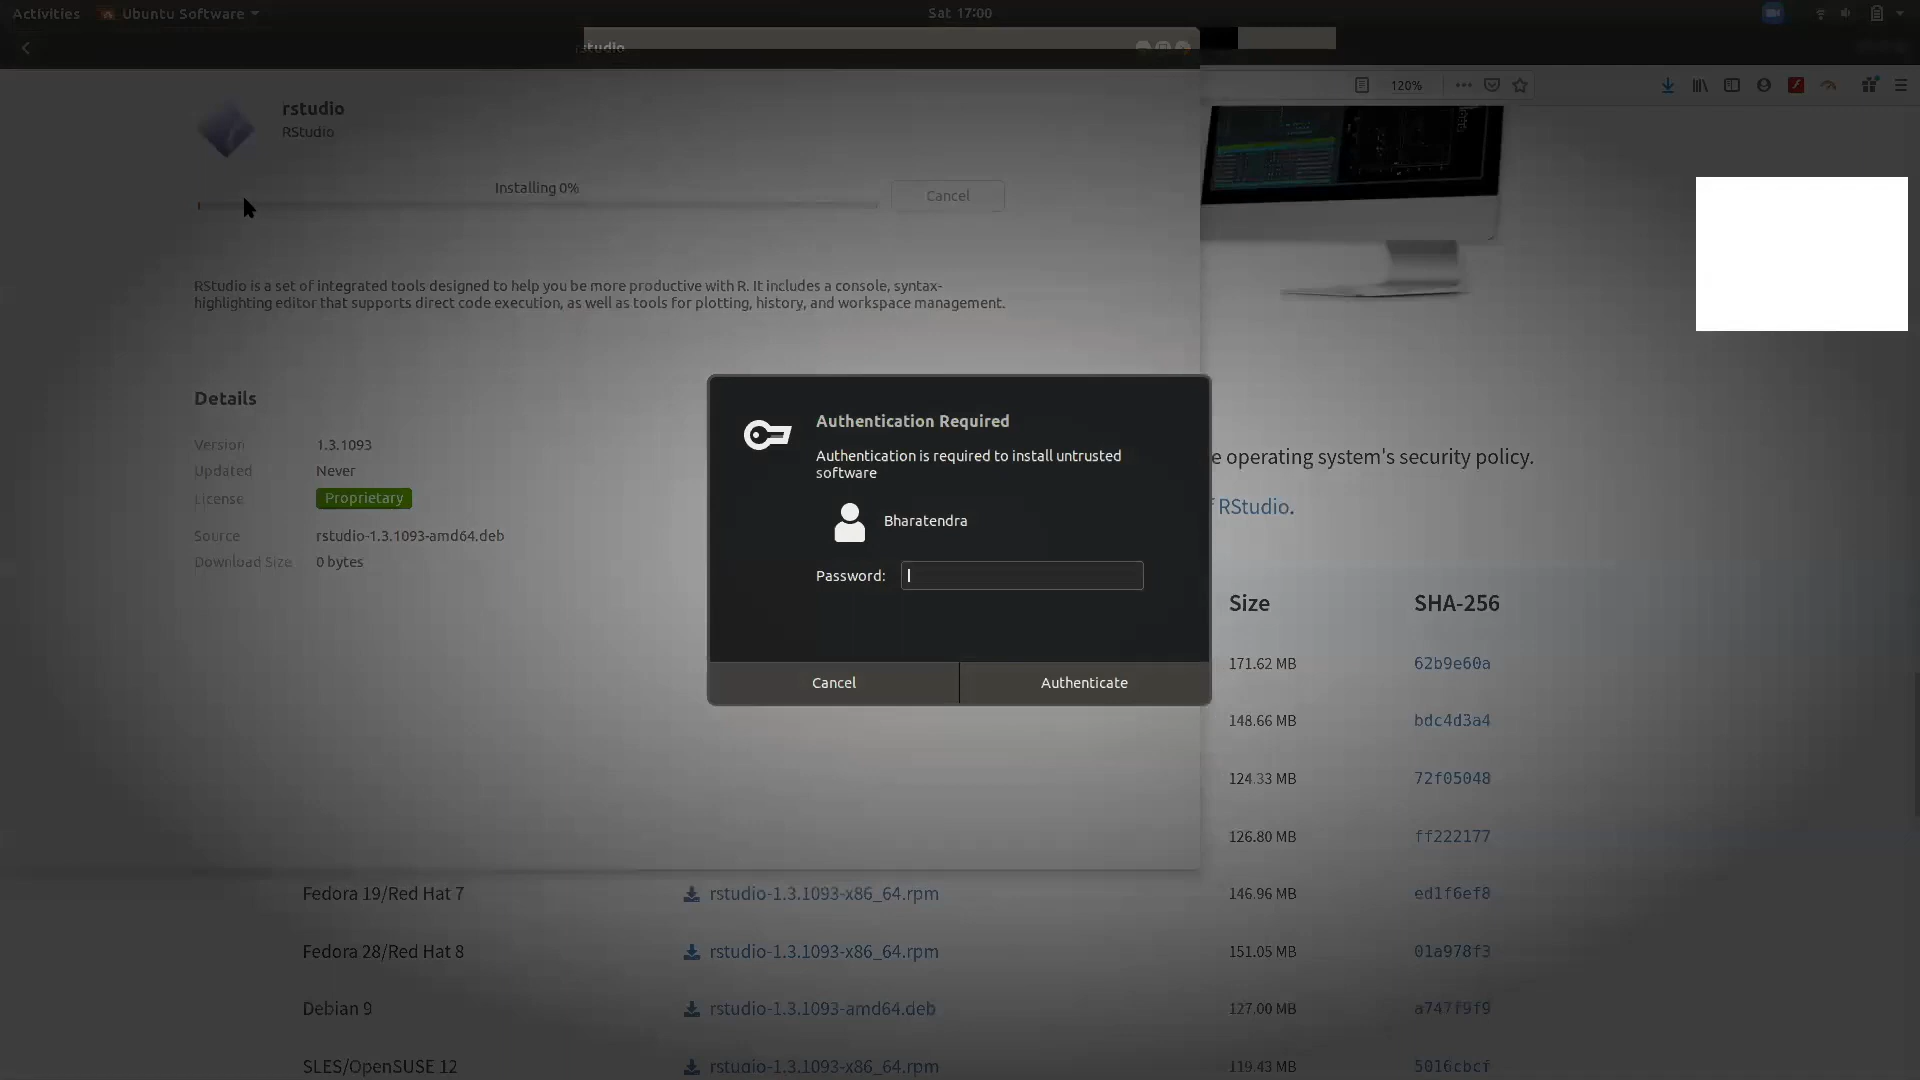 Activities
Ubuntu Software
Sat 17:00
rstudio
120%
rstudio
RStudio
Installing 0%
Cancel
RStudio is a set of integrated tools designed to help you be more productive with R. It includes a console, syntax-
highlighting editor that supports direct code execution, as well as tools for plotting, history, and workspace management.
Details
Version 1.3.1093
Updated Never
License Proprietary
Source rstudio-1.3.1093-amd64.deb
Download Size 0 bytes
Authentication Required
Authentication is required to install untrusted
software
Bharatendra
Password:
Cancel
Authenticate
e operating system's security policy.
RStudio.
Size SHA-256
171.62 MB 62b9e60a
148.66 MB bdc4d3a4
124.33 MB 72f05048
126.80 MB ff222177
Fedora 19/Red Hat 7 rstudio-1.3.1093-x86_64.rpm 146.96 MB ed1f6ef8
Fedora 28/Red Hat 8 rstudio-1.3.1093-x86_64.rpm 151.05 MB 01a978f3
Debian 9 rstudio-1.3.1093-amd64.deb 127.00 MB a747f9f9
SLES/OpenSUSE 12 rstudio-1.3.1093-x86_64.rpm 119.43 MB 5016cbcf